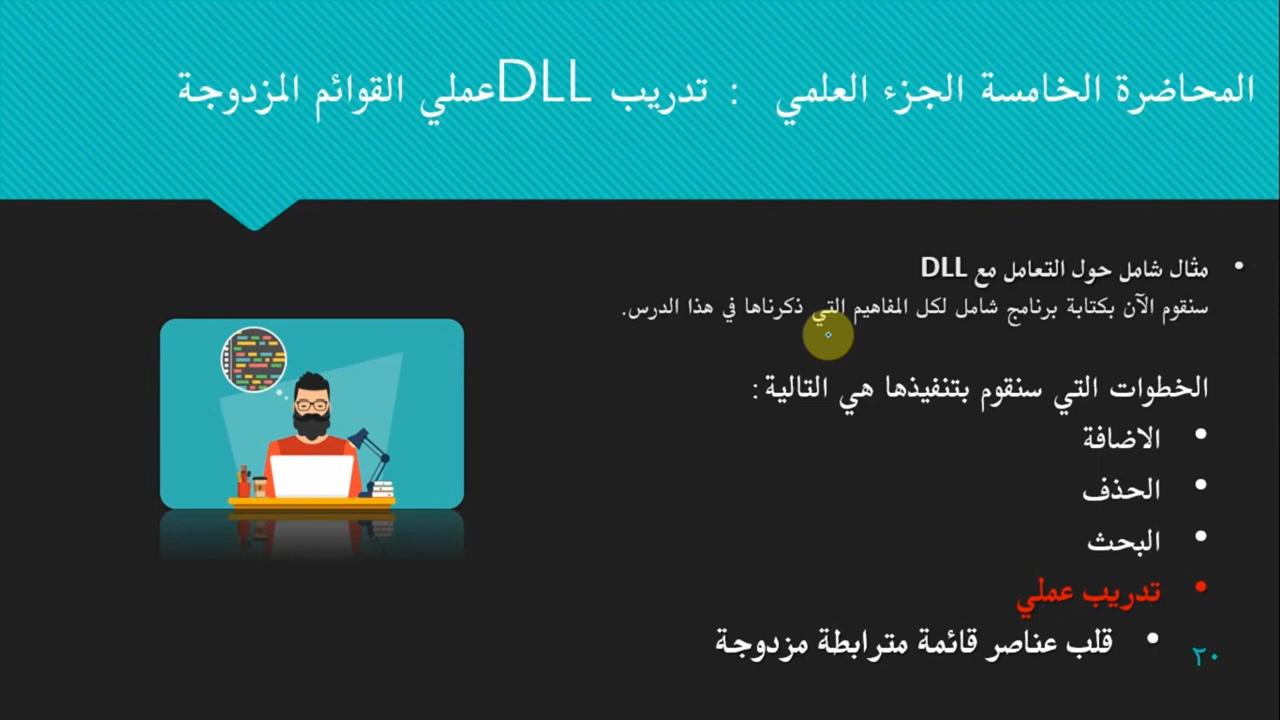 المحاضرة الخامسة الجزء العلمي : تدريب DLLعملي القوائم المزدوجة
• مثال شامل حول التعامل مع DLL
سنقوم الآن بكتابة برنامج شامل لكل المفاهيم التي ذكرناها في هذا الدرس.
الخطوات التي سنقوم بتنفيذها هي التالية :
• الاضافة
• الحذف
• البحث
• تدريب عملي
• قلب عناصر قائمة مترابطة مزدوجة
٢٠